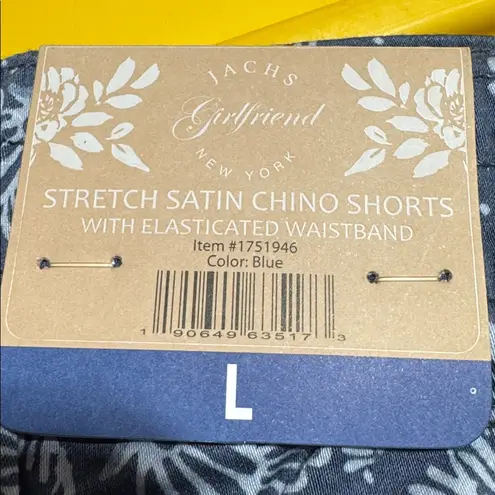 JACHS
Girlfriend
NEW YORK
STRETCH SATIN CHINO SHORTS
WITH ELASTICATED WAISTBAND
Item #1751946
Color: Blue
1 90649 63517 3
L